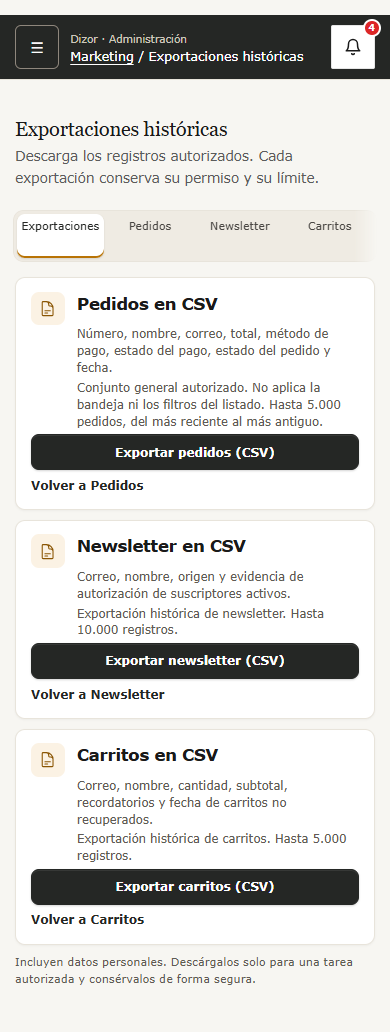 Dizor · Administración
Marketing / Exportaciones históricas
4
Exportaciones históricas
Descarga los registros autorizados. Cada
exportación conserva su permiso y su límite.
Exportaciones
Pedidos
Newsletter
Carritos
Pedidos en CSV
Número, nombre, correo, total, método de
pago, estado del pago, estado del pedido y
fecha.
Conjunto general autorizado. No aplica la
bandeja ni los filtros del listado. Hasta 5.000
pedidos, del más reciente al más antiguo.
Exportar pedidos (CSV)
Volver a Pedidos
Newsletter en CSV
Correo, nombre, origen y evidencia de
autorización de suscriptores activos.
Exportación histórica de newsletter. Hasta
10.000 registros.
Exportar newsletter (CSV)
Volver a Newsletter
Carritos en CSV
Correo, nombre, cantidad, subtotal,
recordatorios y fecha de carritos no
recuperados.
Exportación histórica de carritos. Hasta 5.000
registros.
Exportar carritos (CSV)
Volver a Carritos
Incluyen datos personales. Descárgalos solo para una tarea
autorizada y consérvalos de forma segura.